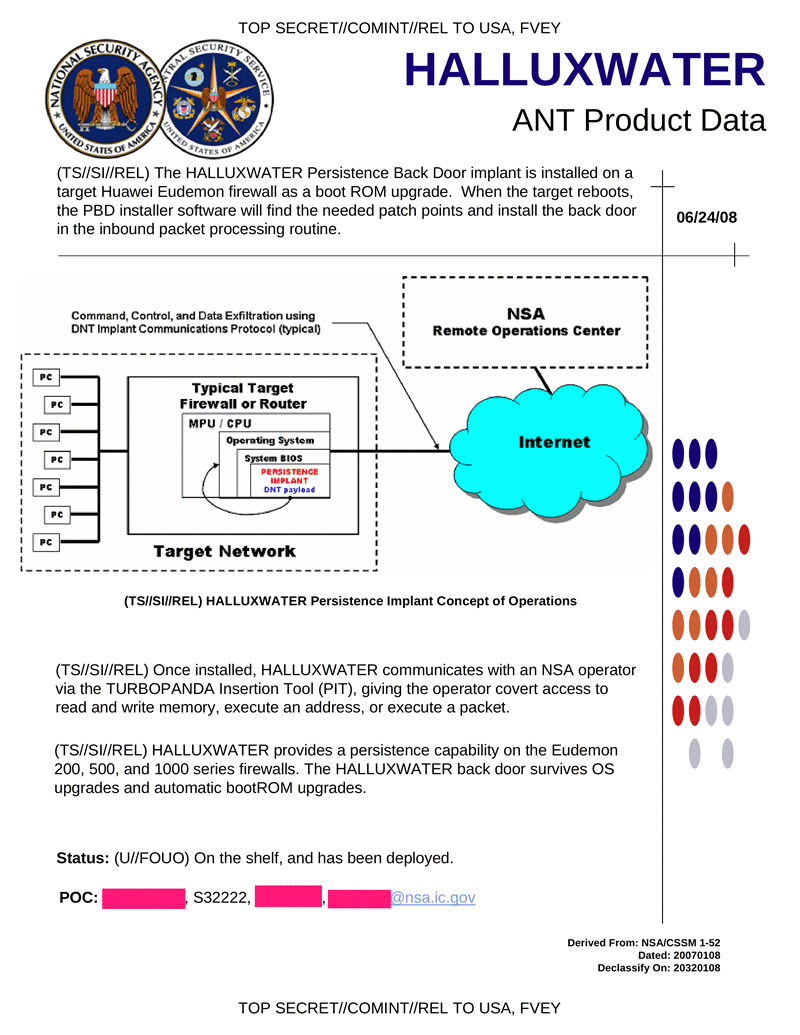 TOP SECRET//COMINT//REL TO USA, FVEY
NATIONAL SECURITY AGENCY
UNITED STATES OF AMERICA
CENTRAL SECURITY SERVICE
UNITED STATES OF AMERICA
HALLUXWATER
ANT Product Data
(TS//SI//REL) The HALLUXWATER Persistence Back Door implant is installed on a
target Huawei Eudemon firewall as a boot ROM upgrade. When the target reboots,
the PBD installer software will find the needed patch points and install the back door
in the inbound packet processing routine.
06/24/08
Command, Control, and Data Exfiltration using
DNT Implant Communications Protocol (typical)
NSA
Remote Operations Center
PC
PC
PC
PC
PC
PC
PC
Typical Target
Firewall or Router
MPU / CPU
Operating System
System BIOS
PERSISTENCE
IMPLANT
DNT payload
Internet
Target Network
(TS//SI//REL) HALLUXWATER Persistence Implant Concept of Operations
(TS//SI//REL) Once installed, HALLUXWATER communicates with an NSA operator
via the TURBOPANDA Insertion Tool (PIT), giving the operator covert access to
read and write memory, execute an address, or execute a packet.
(TS//SI//REL) HALLUXWATER provides a persistence capability on the Eudemon
200, 500, and 1000 series firewalls. The HALLUXWATER back door survives OS
upgrades and automatic bootROM upgrades.
Status: (U//FOUO) On the shelf, and has been deployed.
POC: , S32222, , @nsa.ic.gov
Derived From: NSA/CSSM 1-52
Dated: 20070108
Declassify On: 20320108
TOP SECRET//COMINT//REL TO USA, FVEY